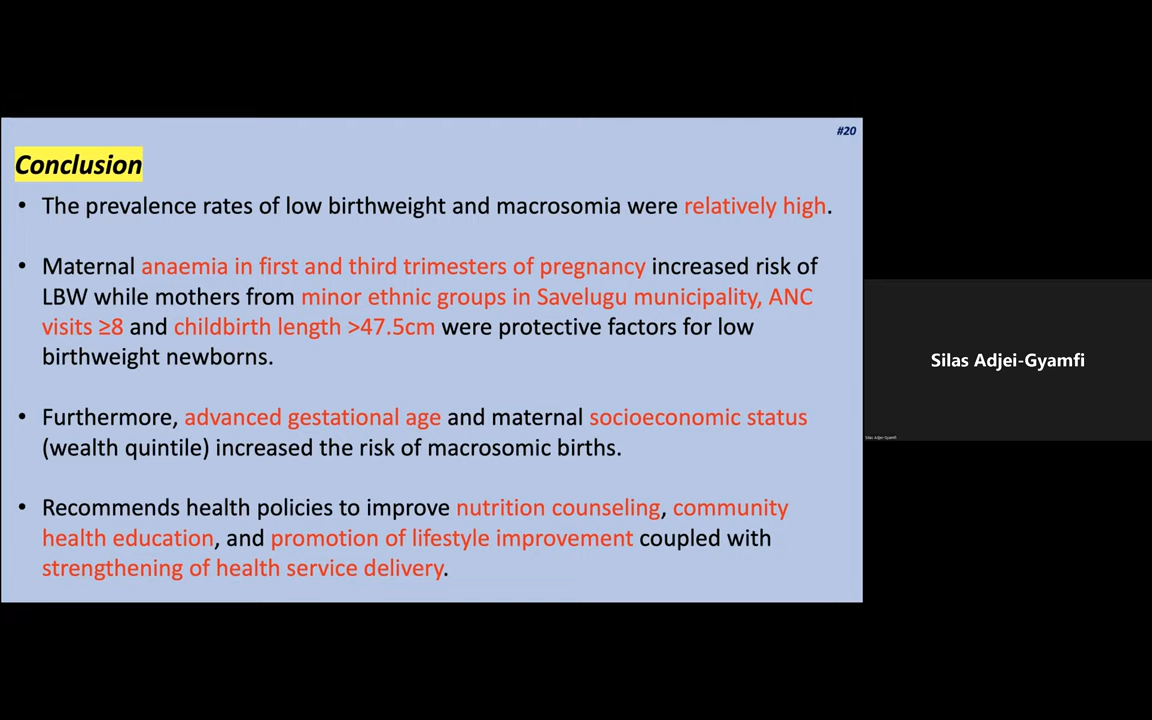 #20
Conclusion
• The prevalence rates of low birthweight and macrosomia were relatively high.
• Maternal anaemia in first and third trimesters of pregnancy increased risk of
LBW while mothers from minor ethnic groups in Savelugu municipality, ANC
visits ≥8 and childbirth length >47.5cm were protective factors for low
birthweight newborns.
• Furthermore, advanced gestational age and maternal socioeconomic status
(wealth quintile) increased the risk of macrosomic births.
• Recommends health policies to improve nutrition counseling, community
health education, and promotion of lifestyle improvement coupled with
strengthening of health service delivery.
Silas Adjei-Gyamfi
Silas Adjei-Gyamfi